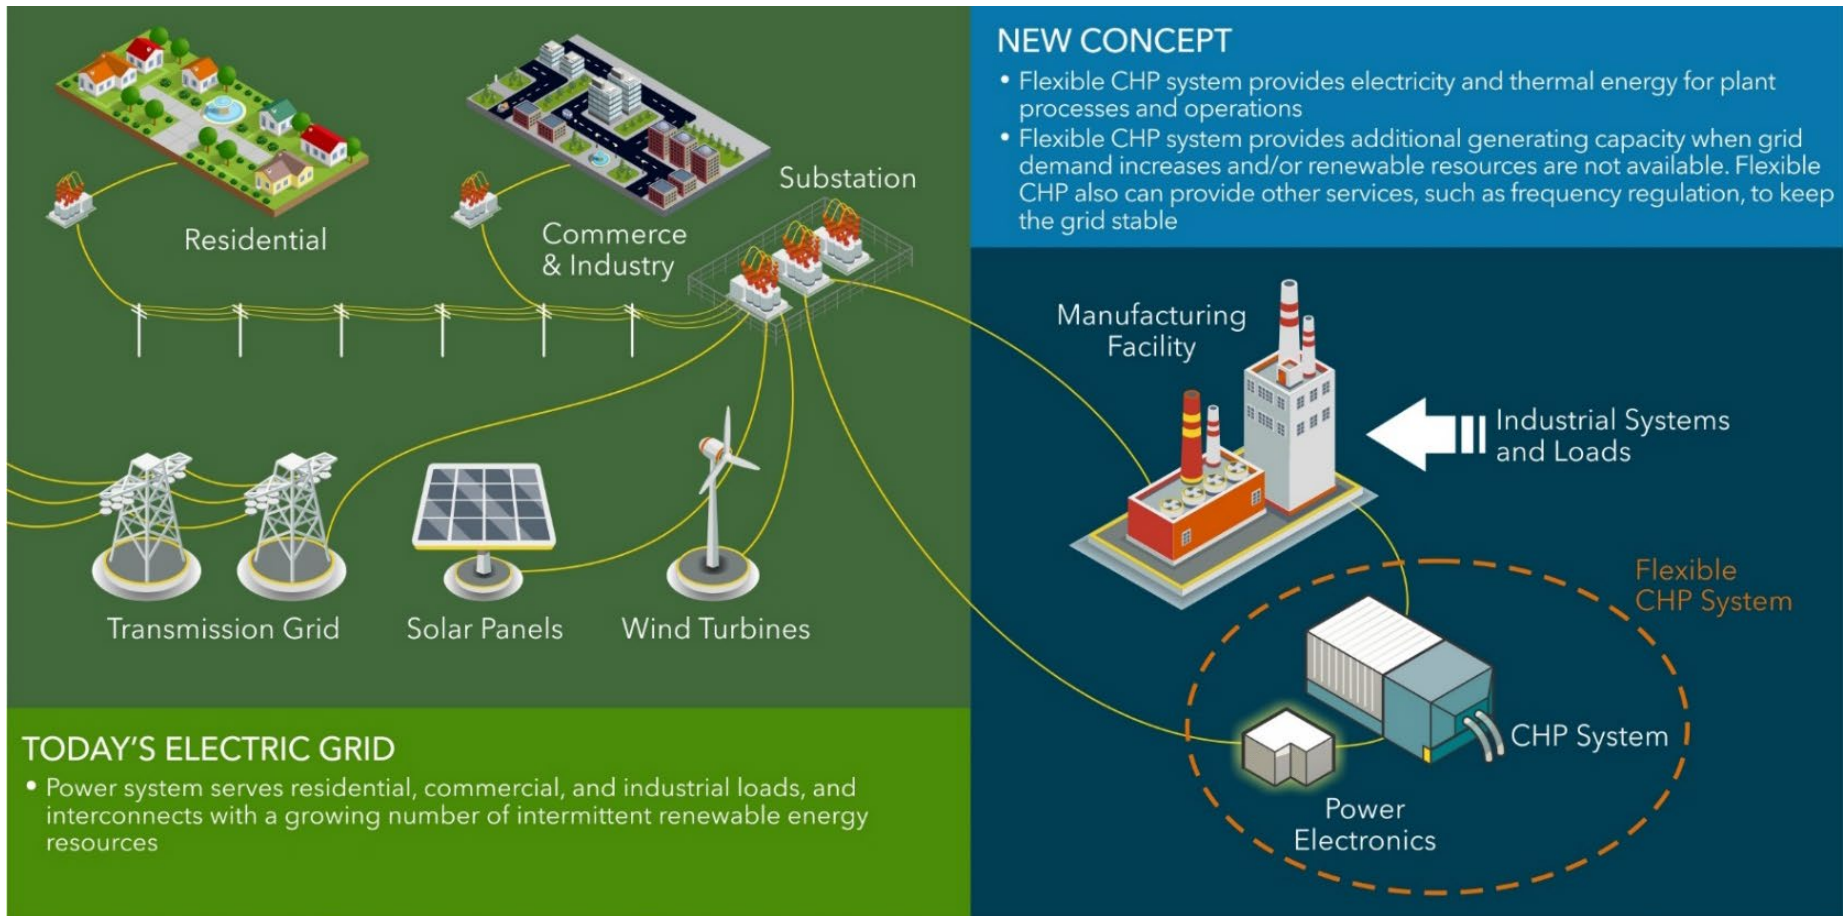 Residential
Commerce
& Industry
Substation
Transmission Grid
Solar Panels
Wind Turbines
TODAY'S ELECTRIC GRID
• Power system serves residential, commercial, and industrial loads, and
interconnects with a growing number of intermittent renewable energy
resources
NEW CONCEPT
• Flexible CHP system provides electricity and thermal energy for plant
processes and operations
• Flexible CHP system provides additional generating capacity when grid
demand increases and/or renewable resources are not available. Flexible
CHP also can provide other services, such as frequency regulation, to keep
the grid stable
Manufacturing
Facility
Industrial Systems
and Loads
Flexible
CHP System
CHP System
Power
Electronics